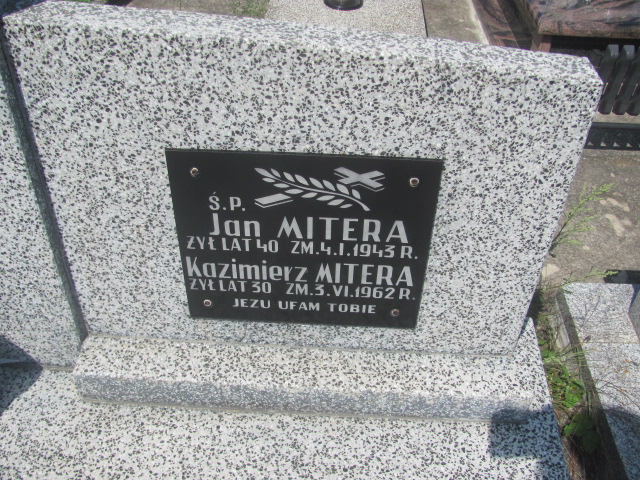 Ś.P.
Jan MITERA
ŻYŁ LAT 40 ZM.4.I.1943 R.
Kazimierz MITERA
ŻYŁ LAT 30 ZM.3.VI.1962 R.
JEZU UFAM TOBIE